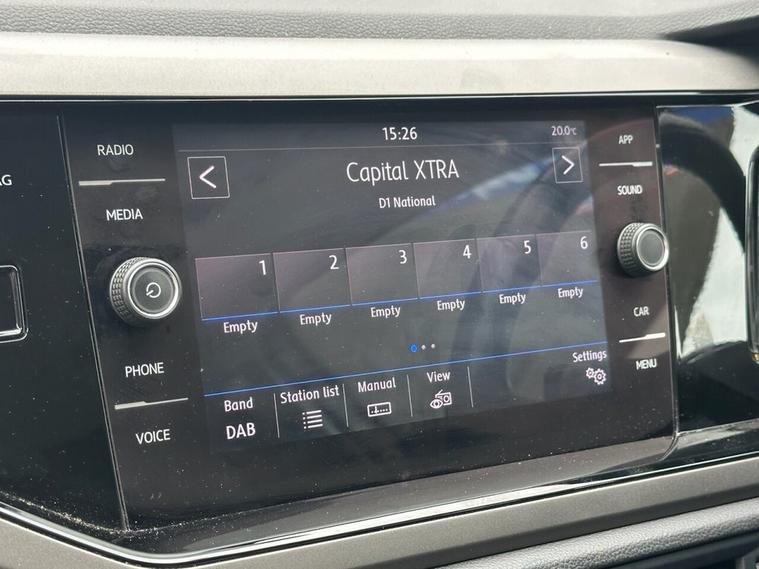 15:26
20.0°C
Capital XTRA
D1 National
1 2 3 4 5 6
Empty Empty Empty Empty Empty Empty
Band
DAB
Station list
Manual
View
Settings
RADIO
MEDIA
PHONE
VOICE
APP
SOUND
CAR
MENU